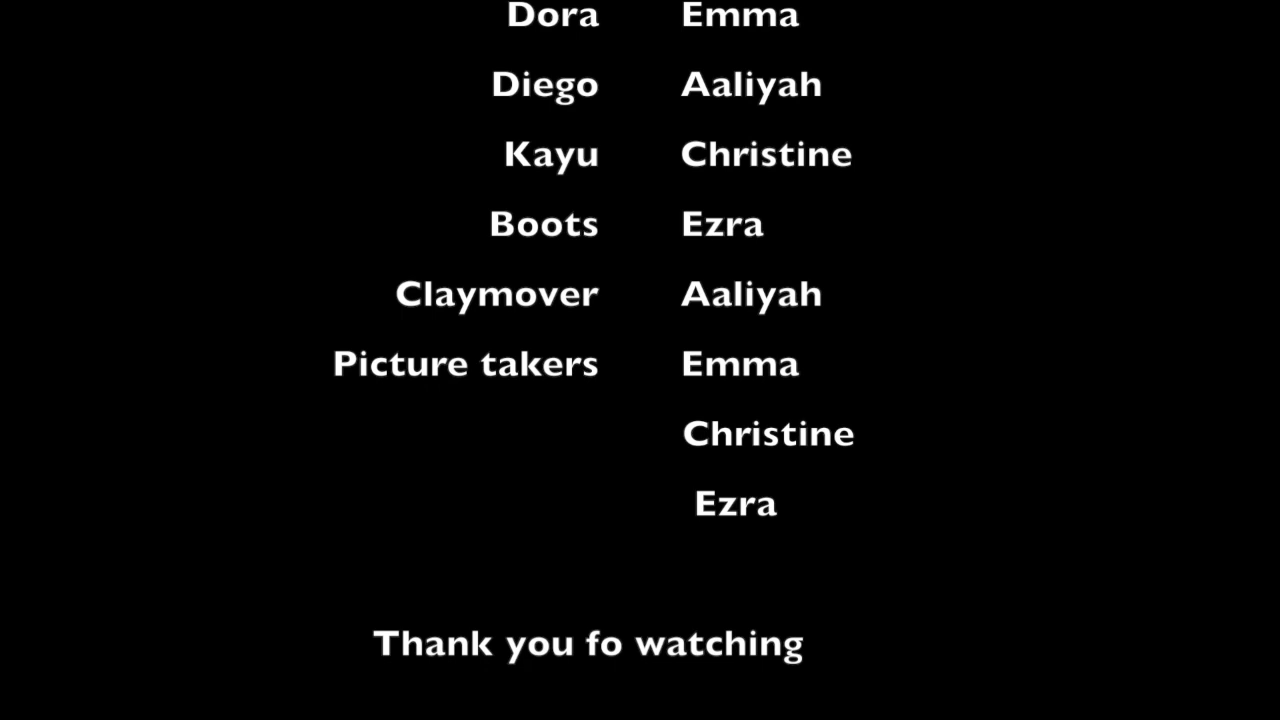 Dora Emma
Diego Aaliyah
Kayu Christine
Boots Ezra
Claymover Aaliyah
Picture takers Emma
Christine
Ezra
Thank you fo watching